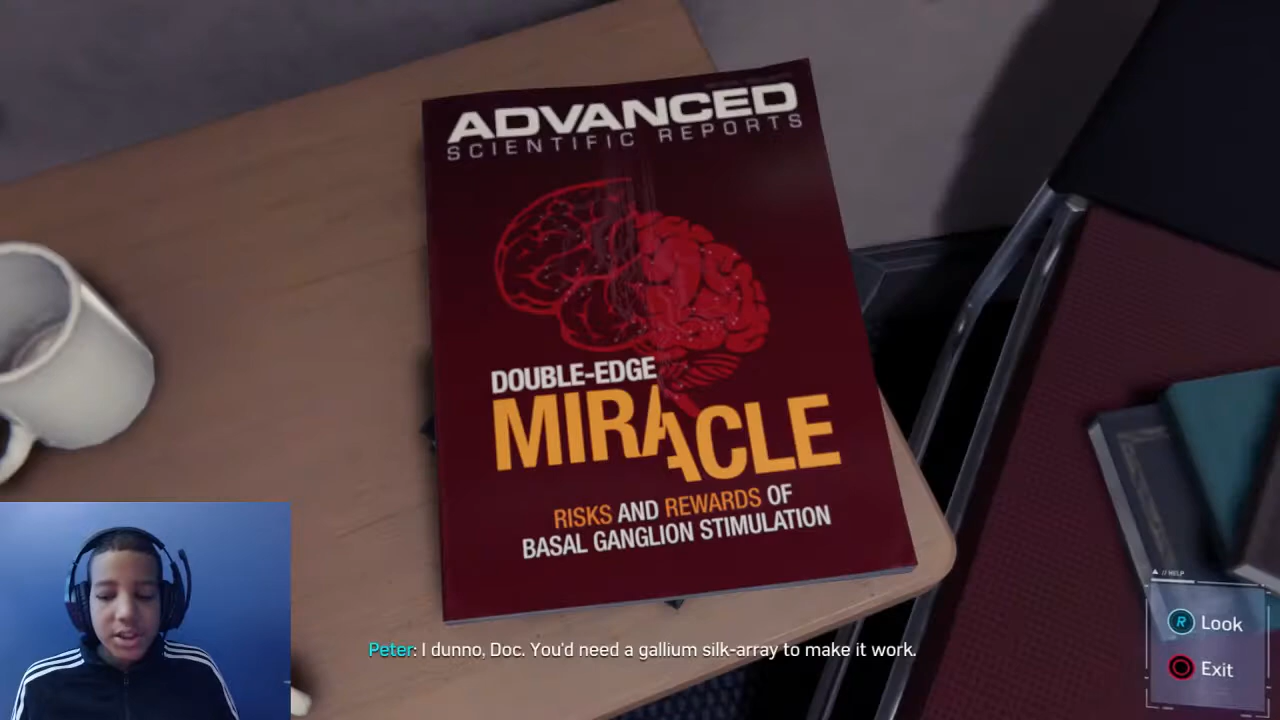 ADVANCED
SCIENTIFIC REPORTS
DOUBLE-EDGE
MIRACLE
RISKS AND REWARDS OF
BASAL GANGLION STIMULATION
Peter: I dunno, Doc. You'd need a gallium silk-array to make it work.
// HELP
R Look
Exit